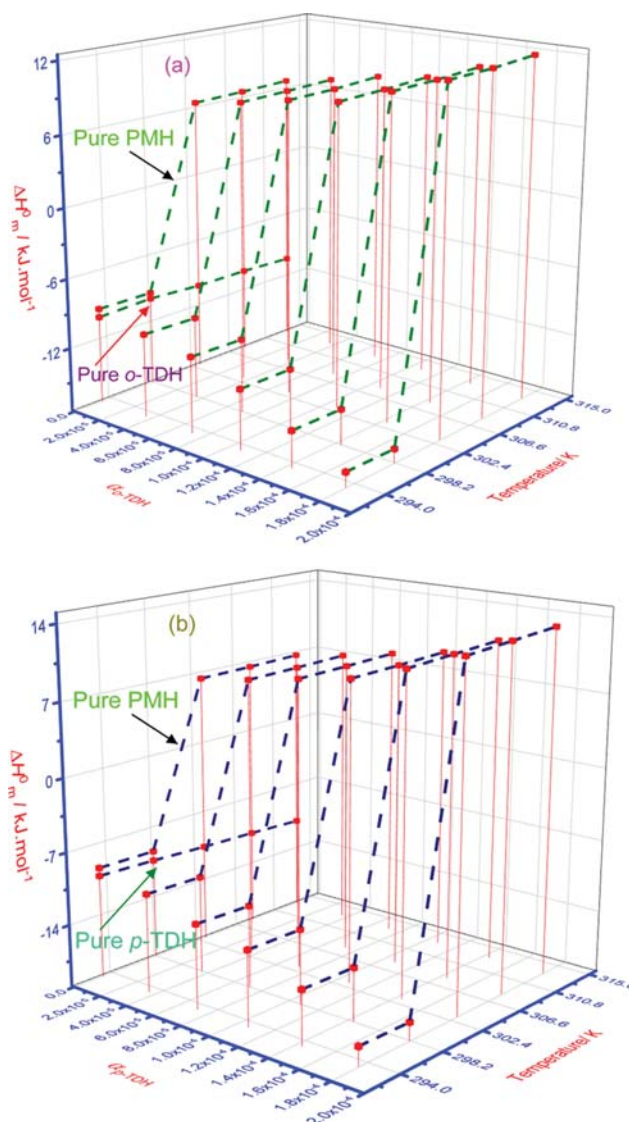 (a)
12
6
0
-6
-12
ΔH⁰ₘ / kJ.mol⁻¹
Pure PMH
Pure o-TDH
0.0
2.0x10⁻⁵
4.0x10⁻⁵
6.0x10⁻⁵
8.0x10⁻⁵
1.0x10⁻⁴
1.2x10⁻⁴
1.4x10⁻⁴
1.6x10⁻⁴
1.8x10⁻⁴
2.0x10⁻⁴
αo-TDH
294.0
298.2
302.4
306.6
310.8
315.0
Temperature/ K
(b)
14
7
0
-7
-14
ΔH⁰ₘ / kJ.mol⁻¹
Pure PMH
Pure p-TDH
0.0
2.0x10⁻⁵
4.0x10⁻⁵
6.0x10⁻⁵
8.0x10⁻⁵
1.0x10⁻⁴
1.2x10⁻⁴
1.4x10⁻⁴
1.6x10⁻⁴
1.8x10⁻⁴
2.0x10⁻⁴
αp-TDH
294.0
298.2
302.4
306.6
310.8
315.0
Temperature/ K